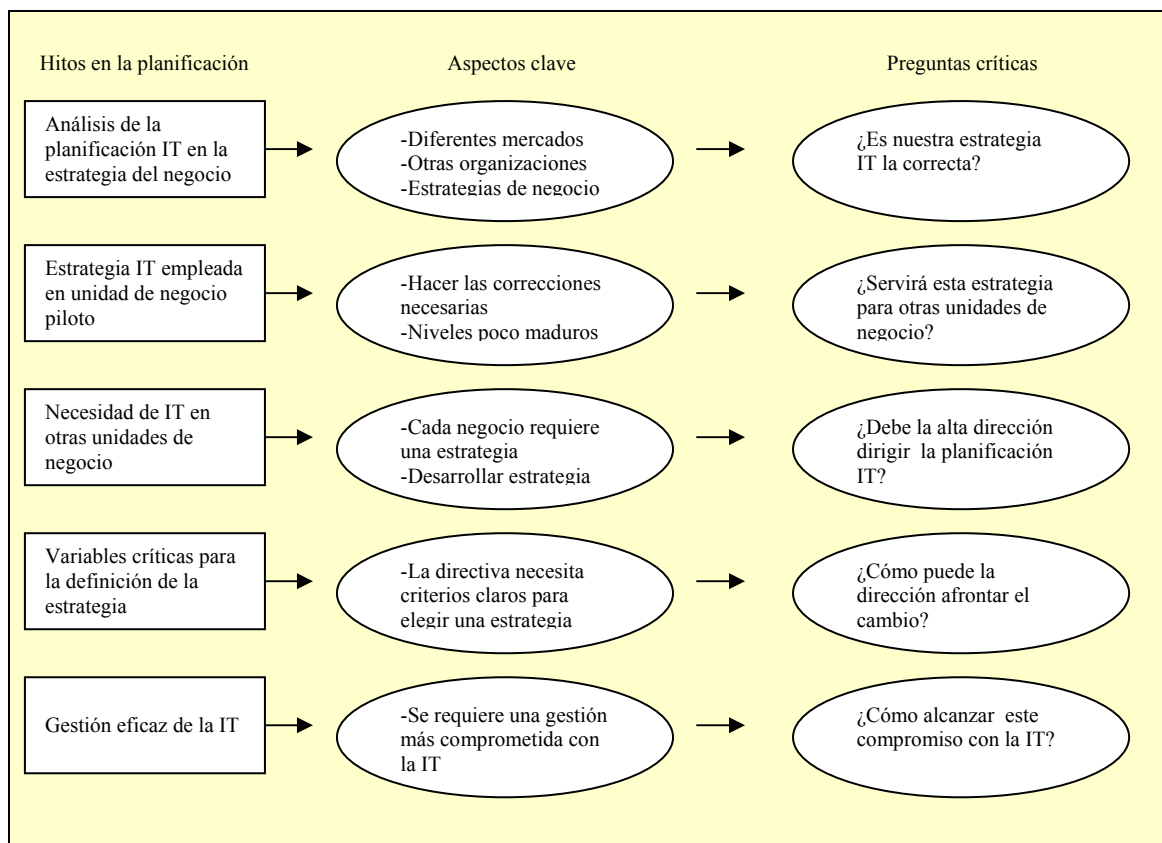 Hitos en la planificación
Aspectos clave
Preguntas críticas
Análisis de la
planificación IT en la
estrategia del negocio
-Diferentes mercados
-Otras organizaciones
-Estrategias de negocio
¿Es nuestra estrategia
IT la correcta?
Estrategia IT empleada
en unidad de negocio
piloto
-Hacer las correcciones
necesarias
-Niveles poco maduros
¿Servirá esta estrategia
para otras unidades de
negocio?
Necesidad de IT en
otras unidades de
negocio
-Cada negocio requiere
una estrategia
-Desarrollar estrategia
¿Debe la alta dirección
dirigir la planificación
IT?
Variables críticas para
la definición de la
estrategia
-La directiva necesita
criterios claros para
elegir una estrategia
¿Cómo puede la
dirección afrontar el
cambio?
Gestión eficaz de la IT
-Se requiere una gestión
más comprometida con
la IT
¿Cómo alcanzar este
compromiso con la IT?